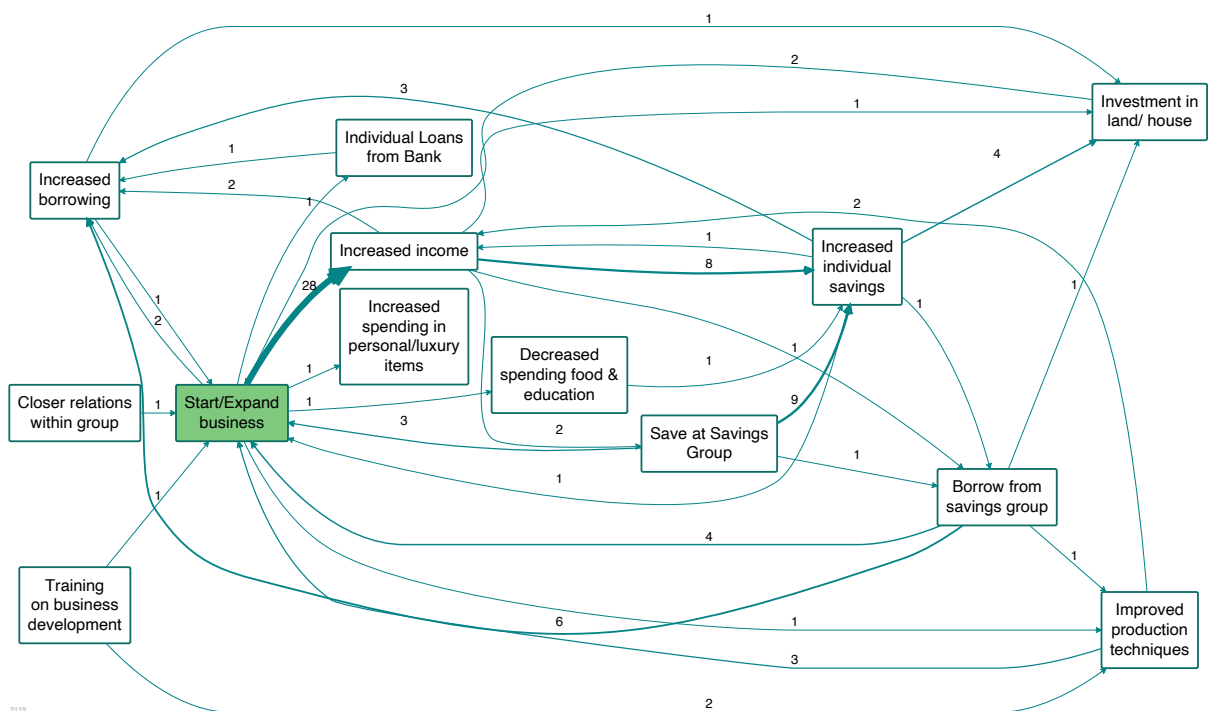 1
2
3
1
Investment in
land/ house
Individual Loans
from Bank
1
4
Increased
borrowing
2
1
2
Increased income
1
Increased
individual
savings
8
28
1
2
Increased
spending in
personal/luxury
items
1
1
1
1
Decreased
spending food &
education
1
Closer relations
within group
1
Start/Expand
business
1
3
9
2
Save at Savings
Group
1
1
Borrow from
savings group
1
4
1
Training
on business
development
6
1
3
Improved
production
techniques
2
3119